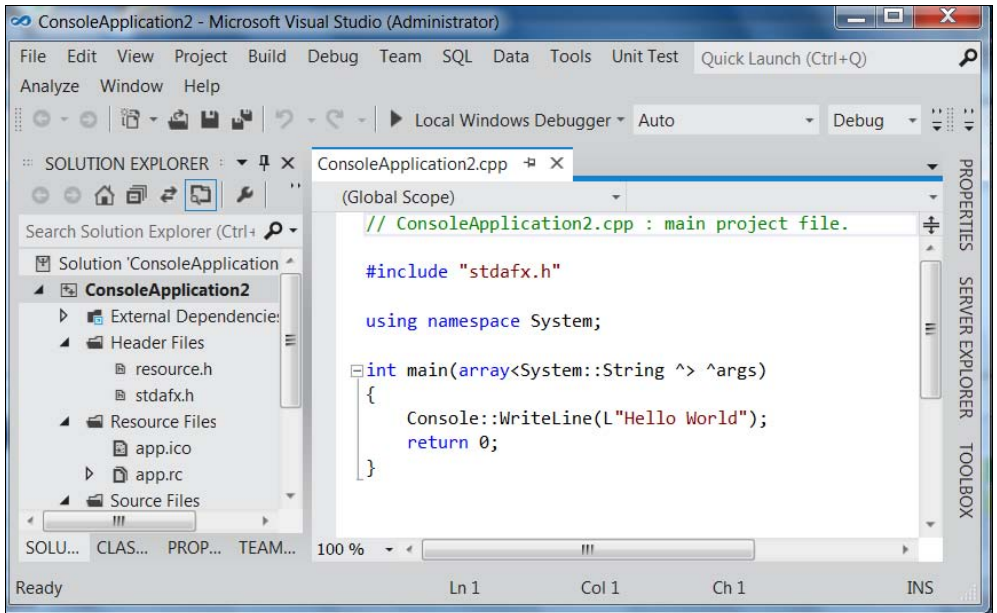 ConsoleApplication2 - Microsoft Visual Studio (Administrator)
File Edit View Project Build Debug Team SQL Data Tools Unit Test Quick Launch (Ctrl+Q)
Analyze Window Help
Local Windows Debugger Auto Debug
SOLUTION EXPLORER
Search Solution Explorer (Ctrl+
Solution 'ConsoleApplication
ConsoleApplication2
External Dependencies
Header Files
resource.h
stdafx.h
Resource Files
app.ico
app.rc
Source Files
SOLU... CLAS... PROP... TEAM...
ConsoleApplication2.cpp
(Global Scope)
// ConsoleApplication2.cpp : main project file.
#include "stdafx.h"
using namespace System;
int main(array<System::String ^> ^args)
{
Console::WriteLine(L"Hello World");
return 0;
}
100 %
PROPERTIES
SERVER EXPLORER
TOOLBOX
Ready Ln 1 Col 1 Ch 1 INS